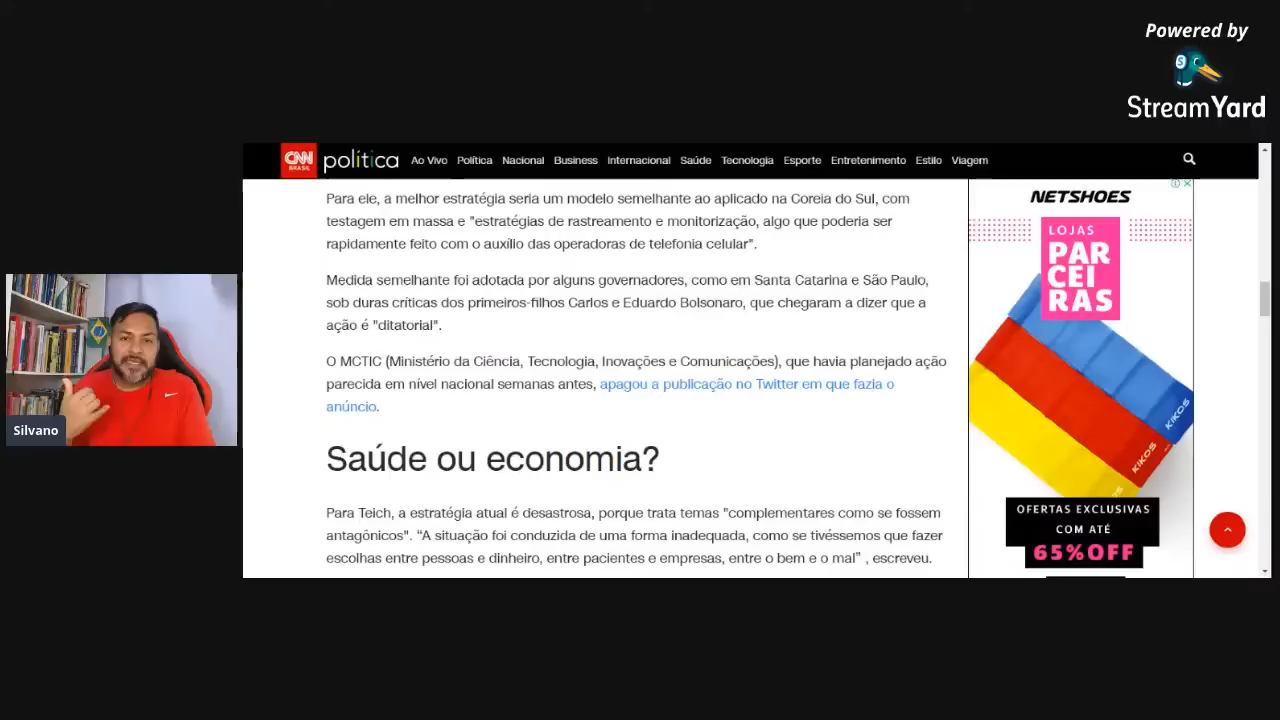 Powered by
StreamYard
CNN
BRASIL
política
Ao Vivo Política Nacional Business Internacional Saúde Tecnologia Esporte Entretenimento Estilo Viagem
Para ele, a melhor estratégia seria um modelo semelhante ao aplicado na Coreia do Sul, com
testagem em massa e "estratégias de rastreamento e monitorização, algo que poderia ser
rapidamente feito com o auxílio das operadoras de telefonia celular".
Medida semelhante foi adotada por alguns governadores, como em Santa Catarina e São Paulo,
sob duras críticas dos primeiros-filhos Carlos e Eduardo Bolsonaro, que chegaram a dizer que a
ação é "ditatorial".
O MCTIC (Ministério da Ciência, Tecnologia, Inovações e Comunicações), que havia planejado ação
parecida em nível nacional semanas antes, apagou a publicação no Twitter em que fazia o
anúncio.
Saúde ou economia?
Para Teich, a estratégia atual é desastrosa, porque trata temas "complementares como se fossem
antagônicos". “A situação foi conduzida de uma forma inadequada, como se tivéssemos que fazer
escolhas entre pessoas e dinheiro, entre pacientes e empresas, entre o bem e o mal” , escreveu.
NETSHOES
LOJAS
PAR
CEI
RAS
KIKOS
KIKOS
OFERTAS EXCLUSIVAS
COM ATÉ
65%OFF
Silvano